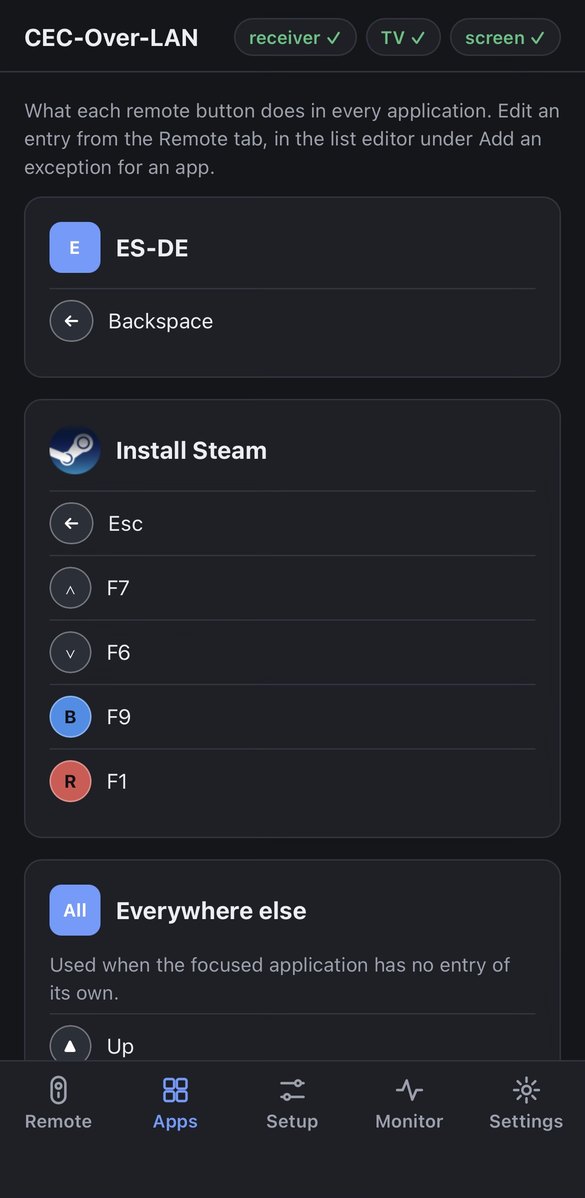 CEC-Over-LAN receiver ✓ TV ✓ screen ✓
What each remote button does in every application. Edit an
entry from the Remote tab, in the list editor under Add an
exception for an app.
E ES-DE
← Backspace
Install Steam
← Esc
^ F7
v F6
B F9
R F1
All Everywhere else
Used when the focused application has no entry of
its own.
▲ Up
Remote Apps Setup Monitor Settings